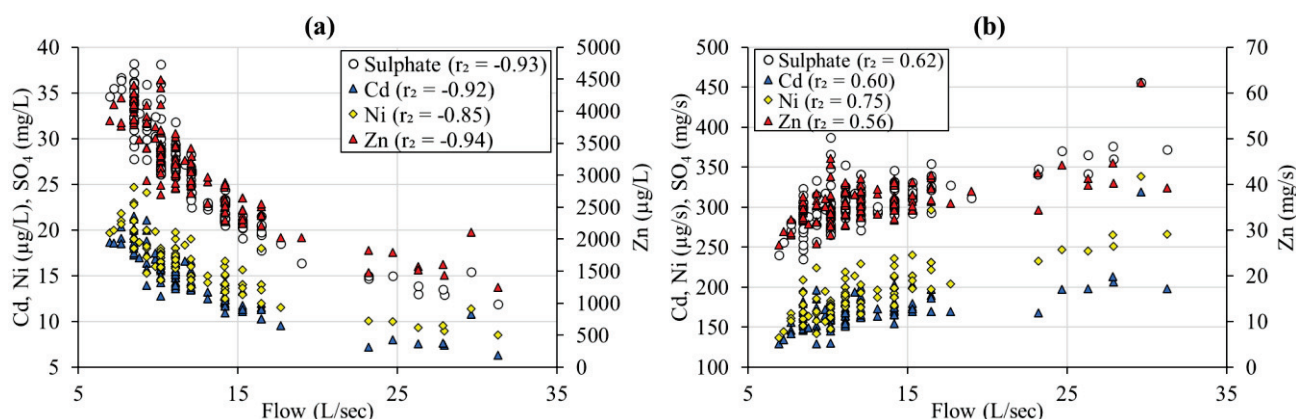 (a)
Cd, Ni (µg/L), SO₄ (mg/L)
40
35
30
25
20
15
10
5
Sulphate (r₂ = -0.93)
Cd (r₂ = -0.92)
Ni (r₂ = -0.85)
Zn (r₂ = -0.94)
5000
4500
4000
3500
3000
2500
2000
1500
1000
500
0
Zn (µg/L)
5 15 25 35
Flow (L/sec)
(b)
Cd, Ni (µg/s), SO₄ (mg/s)
500
450
400
350
300
250
200
150
100
Sulphate (r₂ = 0.62)
Cd (r₂ = 0.60)
Ni (r₂ = 0.75)
Zn (r₂ = 0.56)
70
60
50
40
30
20
10
0
Zn (mg/s)
5 15 25 35
Flow (L/sec)